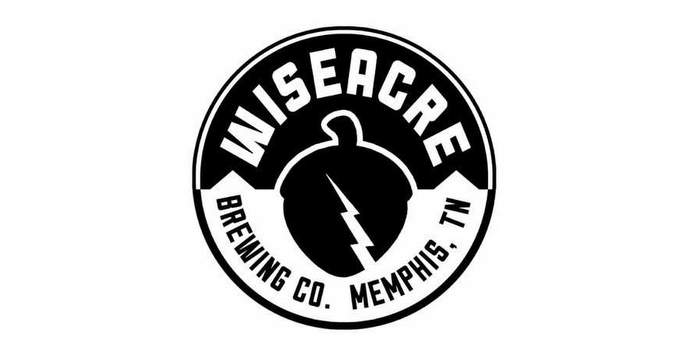 WISEACRE
BREWING CO. MEMPHIS, TN